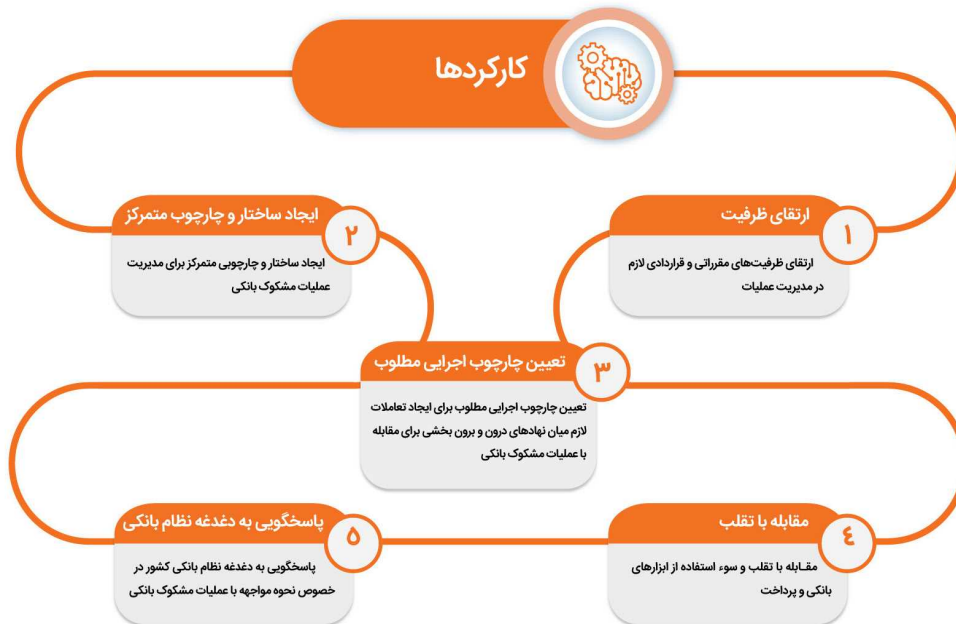 کارکردها
۱
ارتقای ظرفیت
ارتقای ظرفیت‌های مقرراتی و قراردادی لازم
در مدیریت عملیات
۲
ایجاد ساختار و چارچوب متمرکز
ایجاد ساختار و چارچوبی متمرکز برای مدیریت
عملیات مشکوک بانکی
۳
تعیین چارچوب اجرایی مطلوب
تعیین چارچوب اجرایی مطلوب برای ایجاد تعاملات
لازم میان نهادهای درون و برون بخشی برای مقابله
با عملیات مشکوک بانکی
٤
مقابله با تقلب
مقـابله با تقلب و سوء استفاده از ابزارهای
بانکی و پرداخت
۵
پاسخگویی به دغدغه نظام بانکی
پاسخگویی به دغدغه نظام بانکی کشور در
خصوص نحوه مواجهه با عملیات مشکوک بانکی